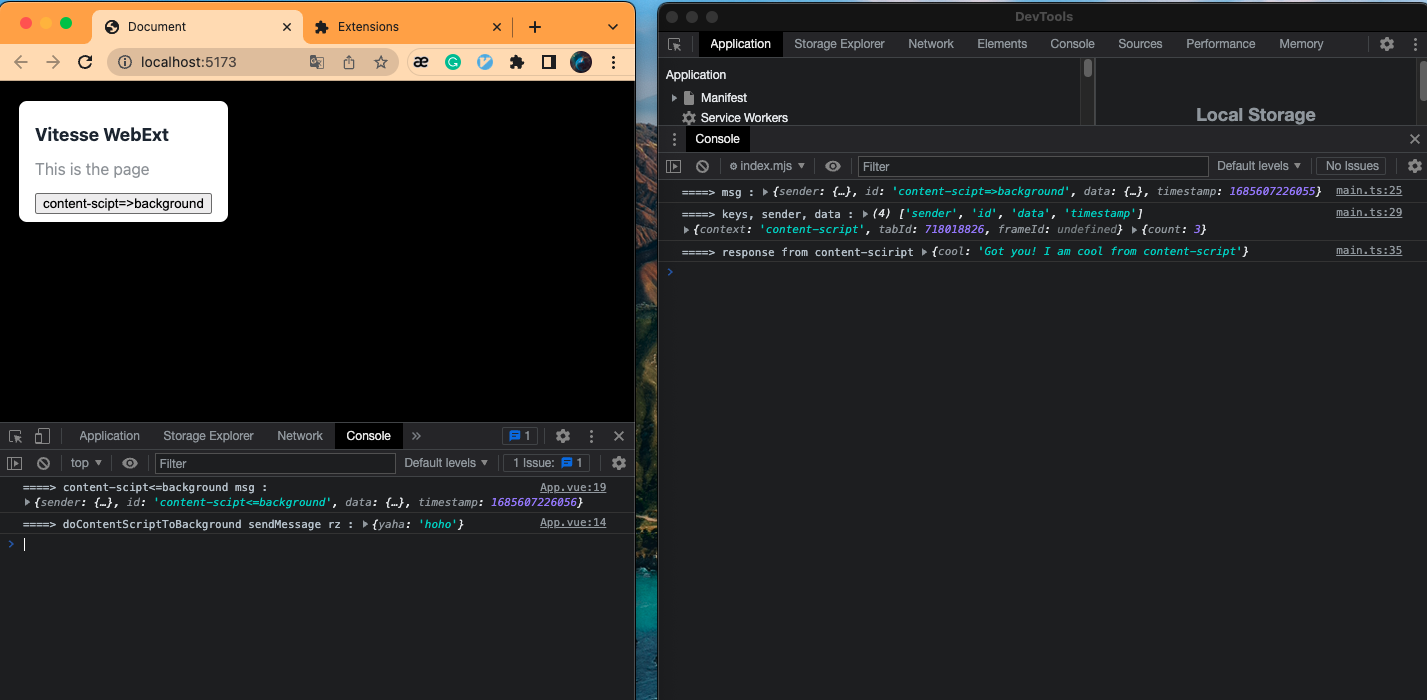 Document
Extensions
localhost:5173
Vitesse WebExt
This is the page
content-scipt=>background
Application Storage Explorer Network Console 1
top Filter Default levels 1 Issue: 1
====> content-scipt<=background msg : App.vue:19
{sender: {…}, id: 'content-scipt<=background', data: {…}, timestamp: 1685607226056}
====> doContentScriptToBackground sendMessage rz : {yaha: 'hoho'} App.vue:14
DevTools
Application Storage Explorer Network Elements Console Sources Performance Memory
Application
Manifest
Service Workers
Local Storage
Console
index.mjs Filter Default levels No Issues
====> msg : {sender: {…}, id: 'content-scipt=>background', data: {…}, timestamp: 1685607226055} main.ts:25
====> keys, sender, data : (4) ['sender', 'id', 'data', 'timestamp'] main.ts:29
{context: 'content-script', tabId: 718018826, frameId: undefined} {count: 3}
====> response from content-sciript {cool: 'Got you! I am cool from content-script'} main.ts:35